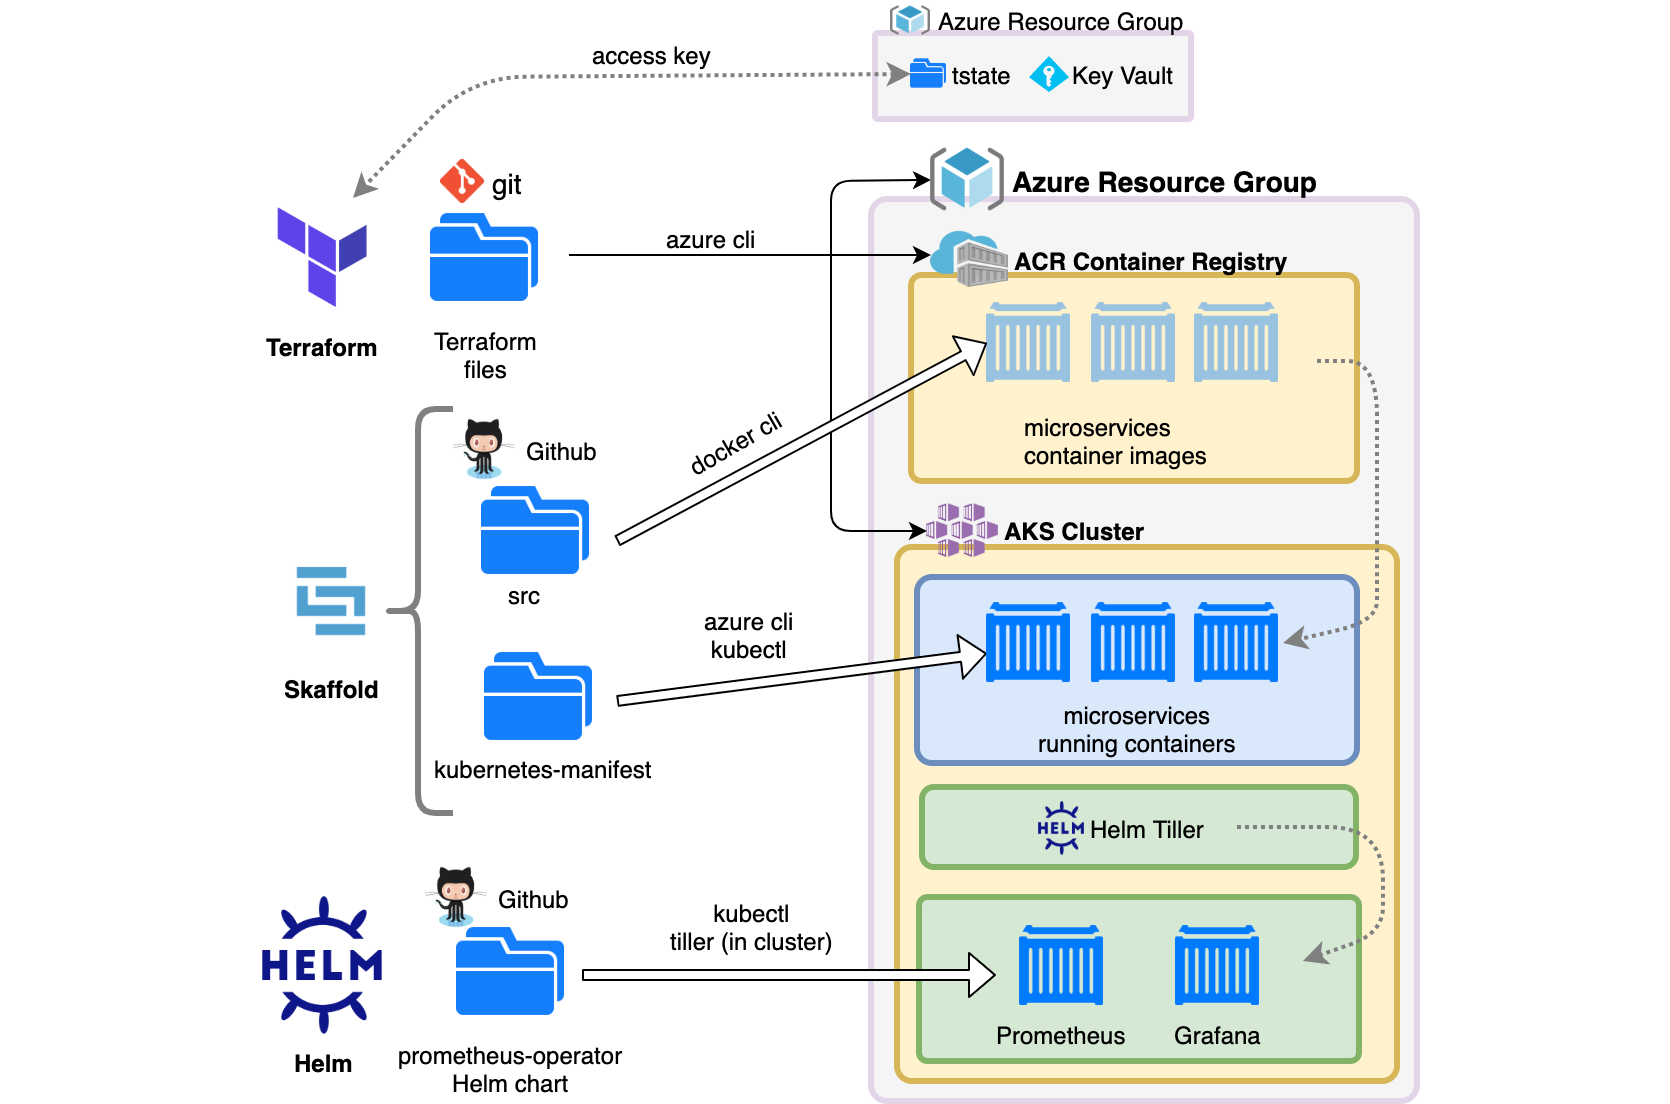 Azure Resource Group
access key
tstate
Key Vault
git
Azure Resource Group
azure cli
ACR Container Registry
Terraform
Terraform
files
docker cli
microservices
container images
Github
AKS Cluster
src
azure cli
kubectl
Skaffold
microservices
running containers
kubernetes-manifest
HELM
Helm Tiller
Github
kubectl
tiller (in cluster)
HELM
Prometheus
Grafana
Helm
prometheus-operator
Helm chart